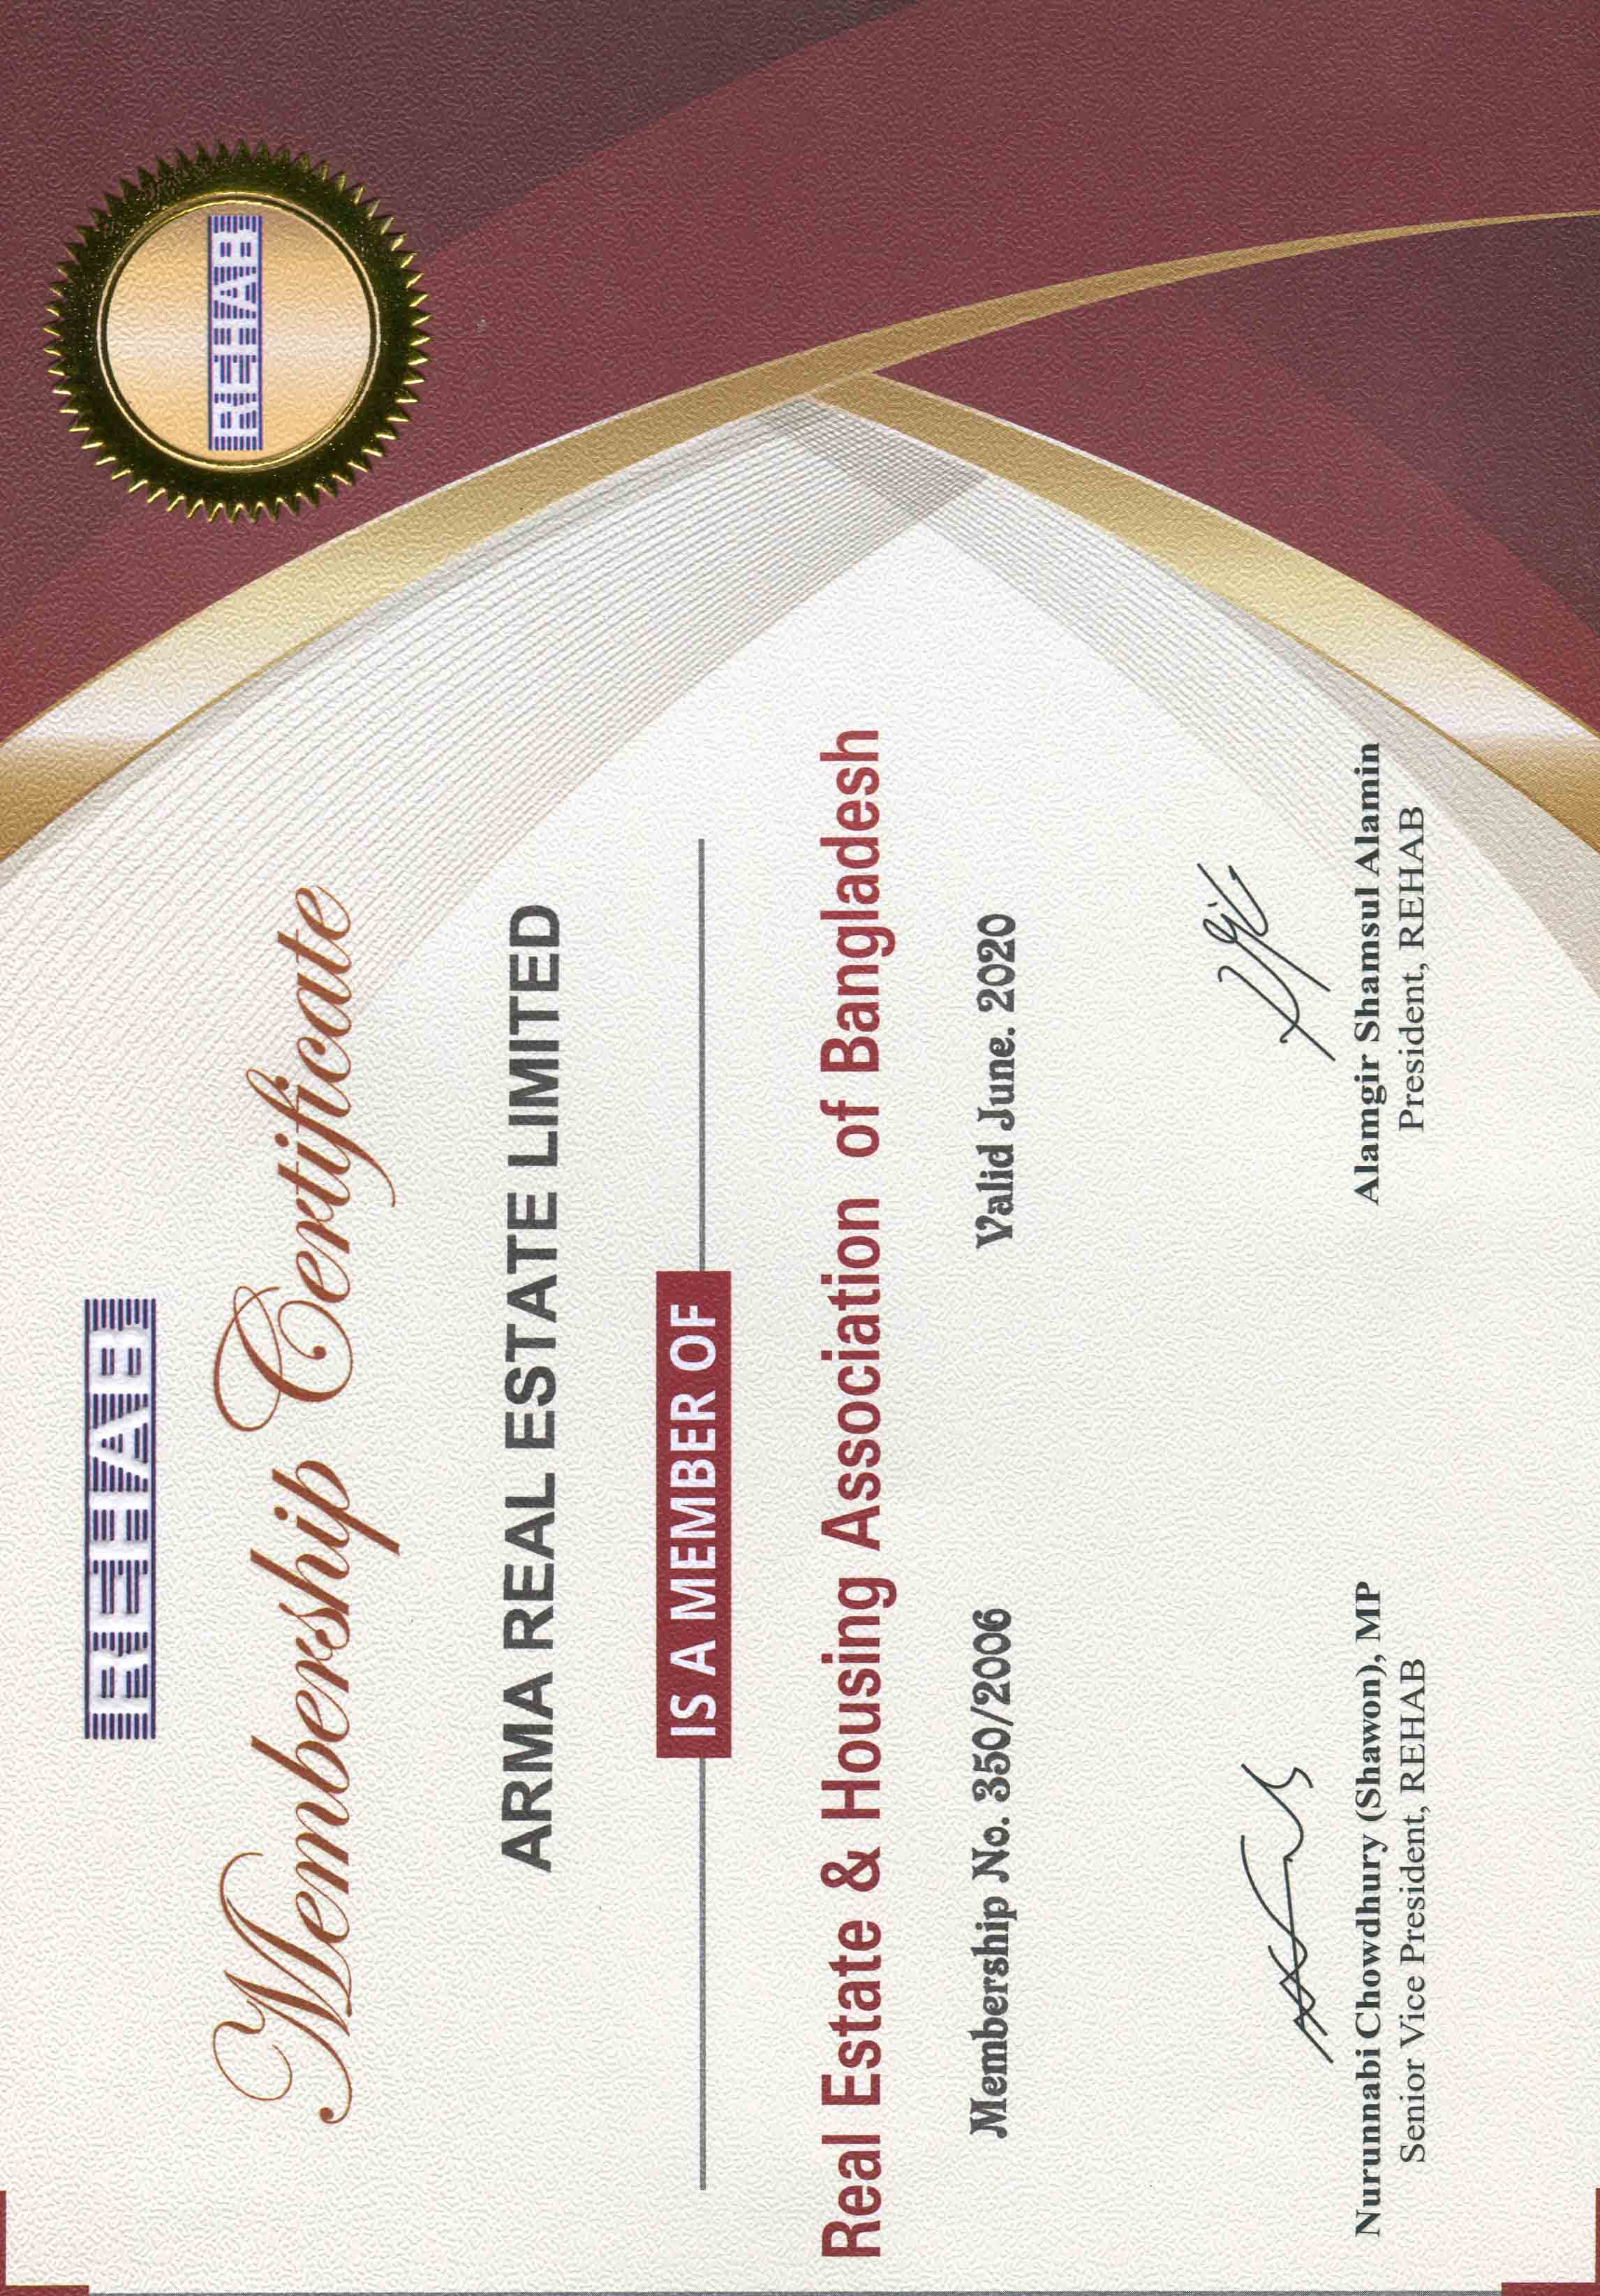 REHAB
REHAB
Membership Certificate
ARMA REAL ESTATE LIMITED
IS A MEMBER OF
Real Estate & Housing Association of Bangladesh
Membership No. 350/2006
Valid June. 2020
Nurunnabi Chowdhury (Shawon), MP
Senior Vice President, REHAB
Alamgir Shamsul Alamin
President, REHAB